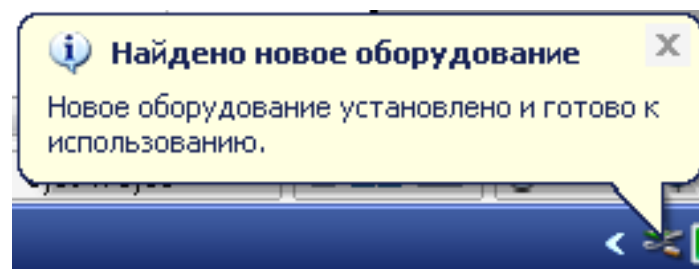 Найдено новое оборудование
Новое оборудование установлено и готово к
использованию.